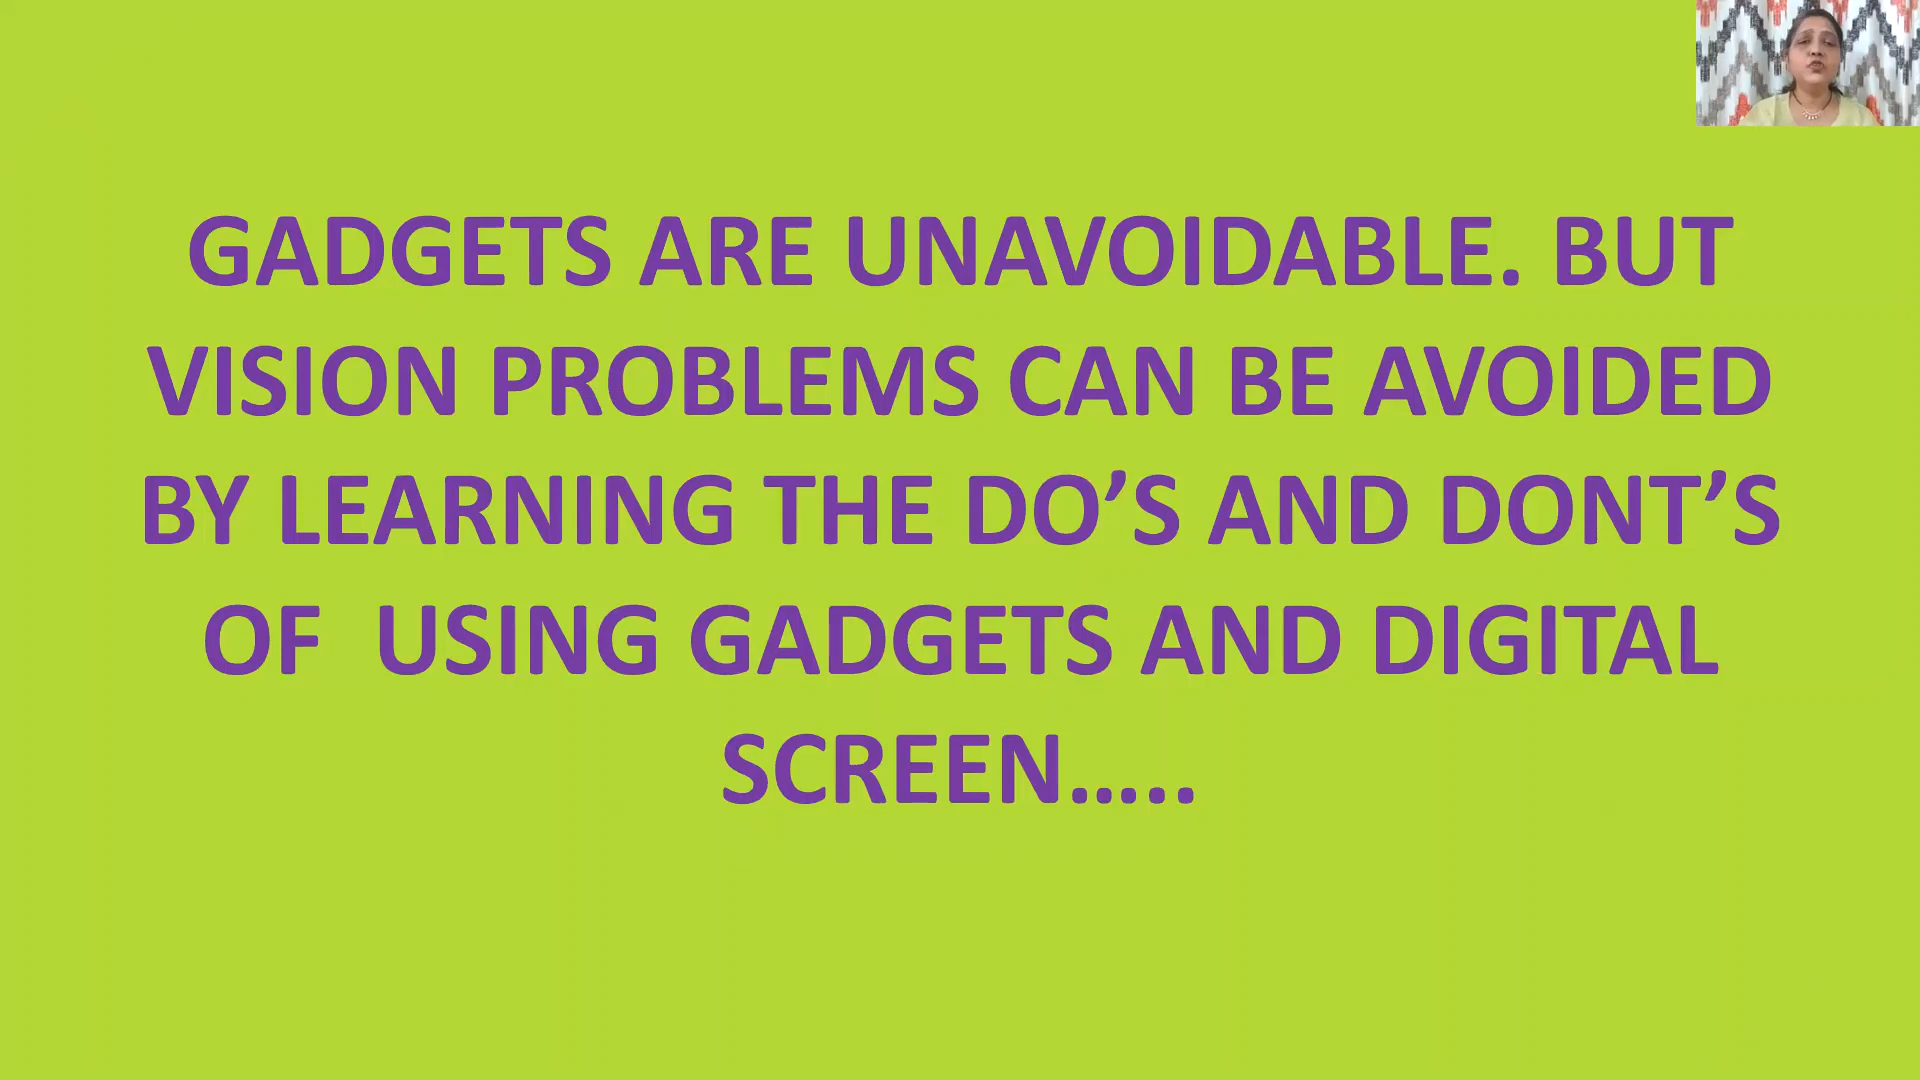 GADGETS ARE UNAVOIDABLE. BUT
VISION PROBLEMS CAN BE AVOIDED
BY LEARNING THE DO’S AND DONT’S
OF  USING GADGETS AND DIGITAL
SCREEN…..